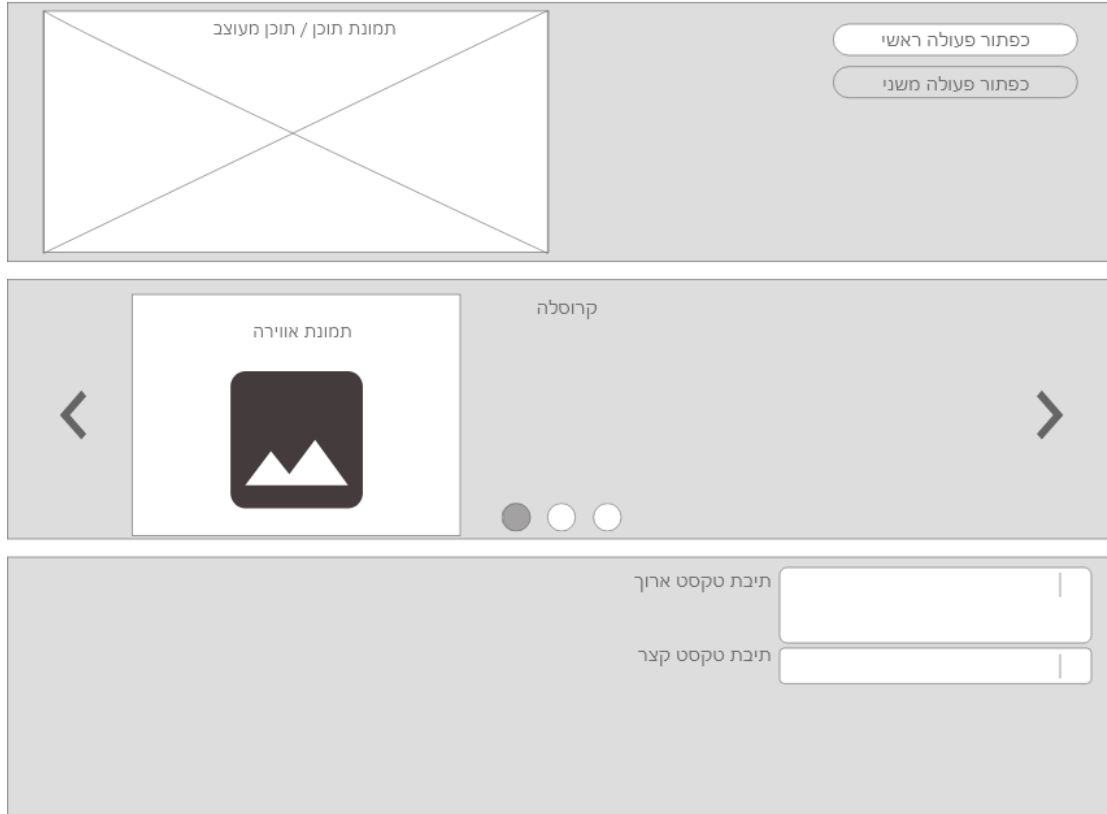 כפתור פעולה ראשי
כפתור פעולה משני
תמונת תוכן / תוכן מעוצב
קרוסלה
תמונת אווירה
תיבת טקסט ארוך
תיבת טקסט קצר